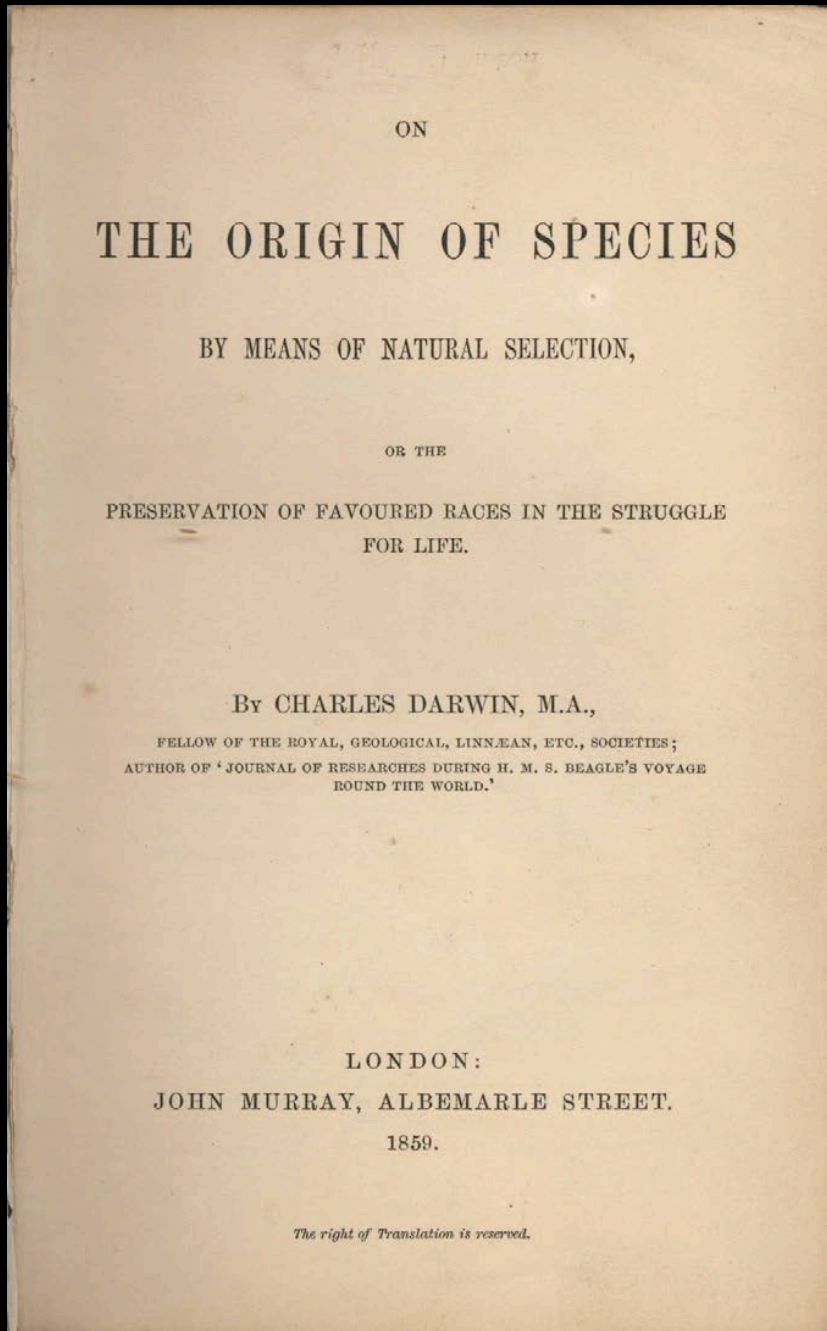 ON
THE ORIGIN OF SPECIES
BY MEANS OF NATURAL SELECTION,
OR THE
PRESERVATION OF FAVOURED RACES IN THE STRUGGLE
FOR LIFE.
BY CHARLES DARWIN, M.A.,
FELLOW OF THE ROYAL, GEOLOGICAL, LINNÆAN, ETC., SOCIETIES;
AUTHOR OF ‘JOURNAL OF RESEARCHES DURING H. M. S. BEAGLE’S VOYAGE
ROUND THE WORLD.’
LONDON:
JOHN MURRAY, ALBEMARLE STREET.
1859.
The right of Translation is reserved.